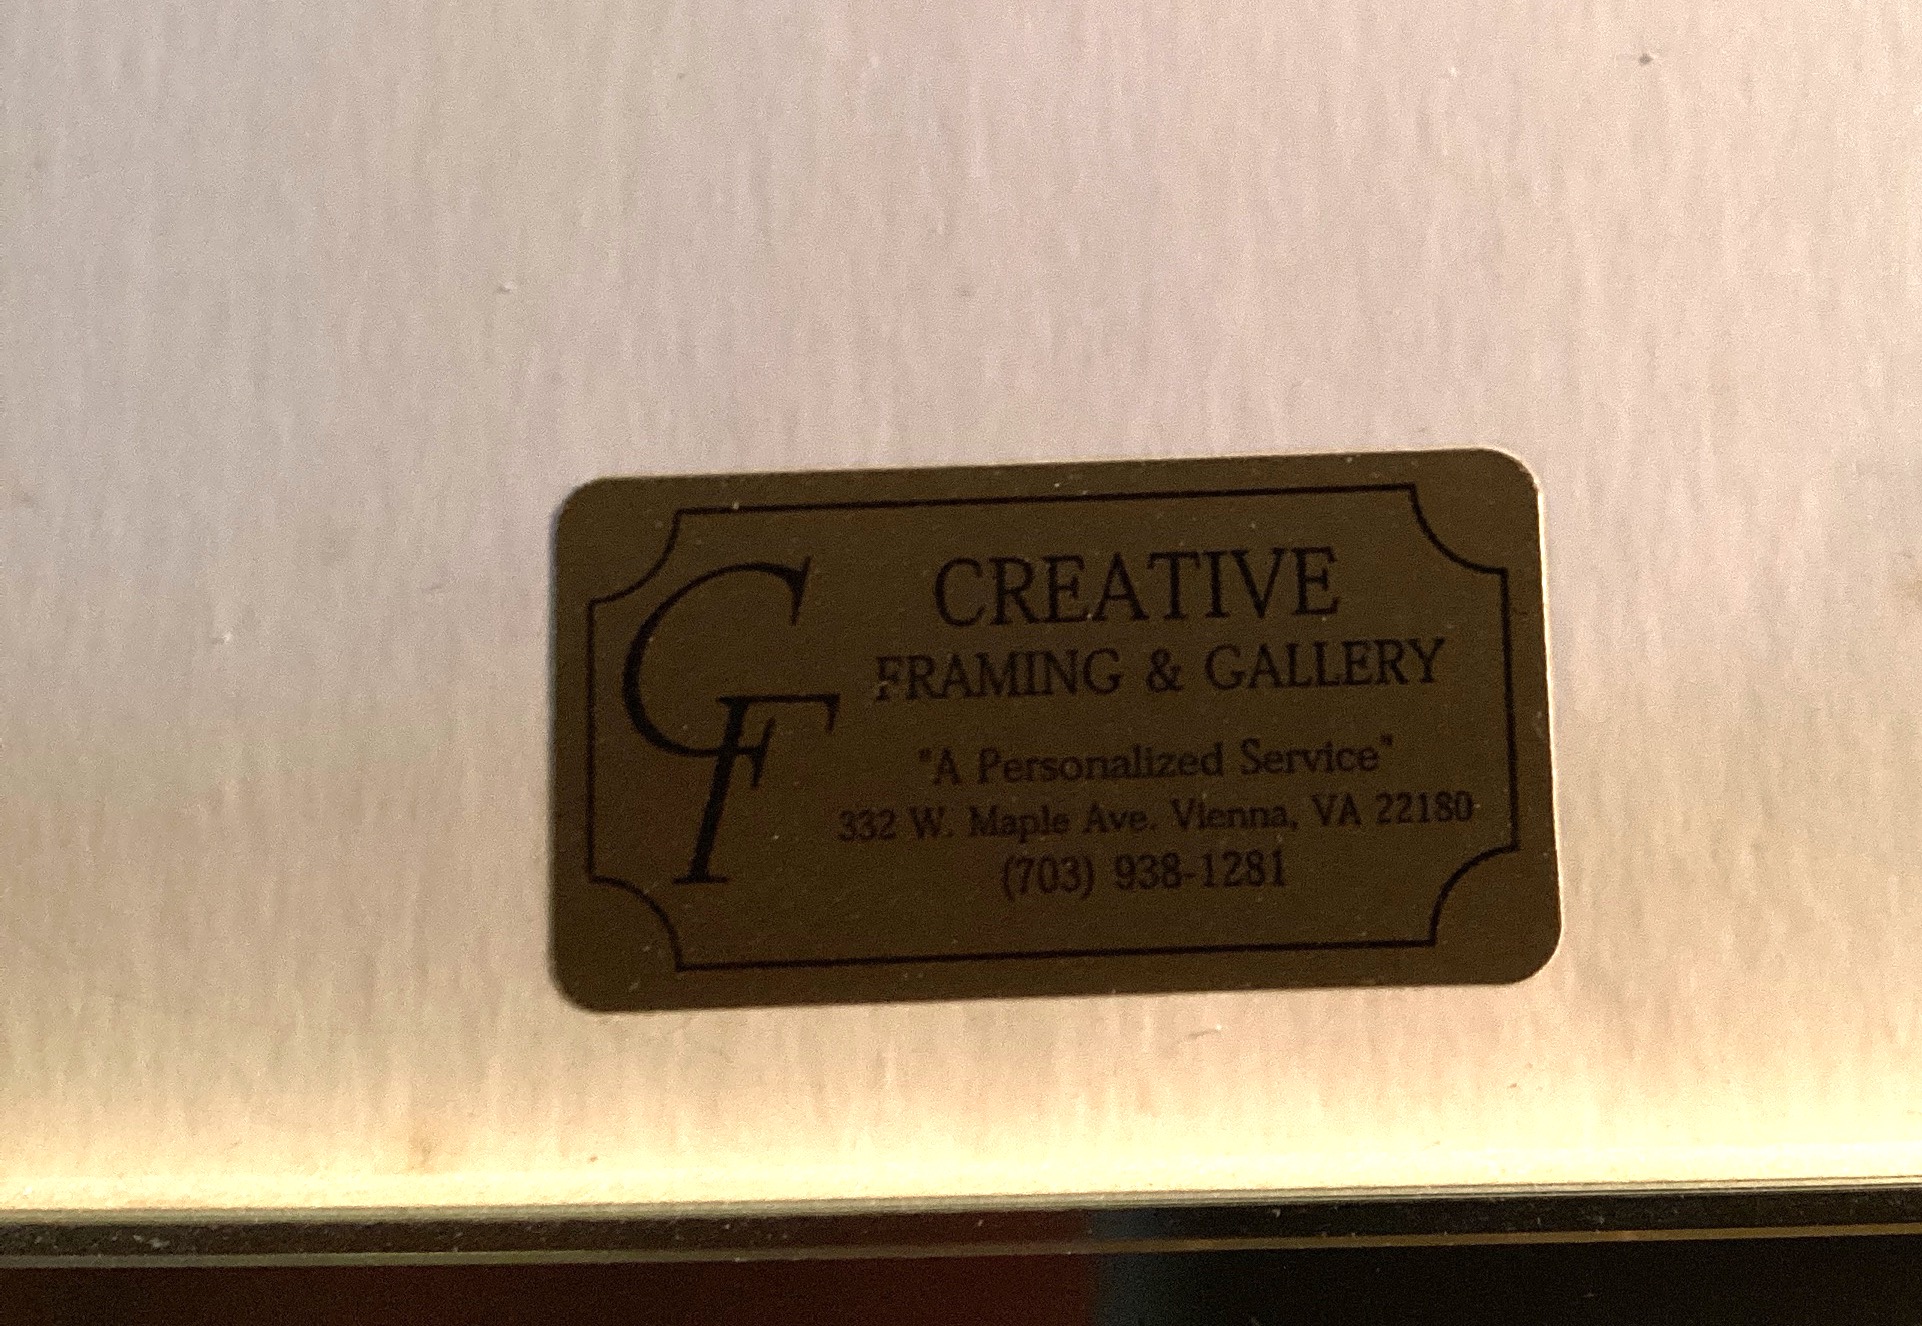 CF
CREATIVE
FRAMING & GALLERY
"A Personalized Service"
332 W. Maple Ave. Vienna, VA 22180
(703) 938-1281